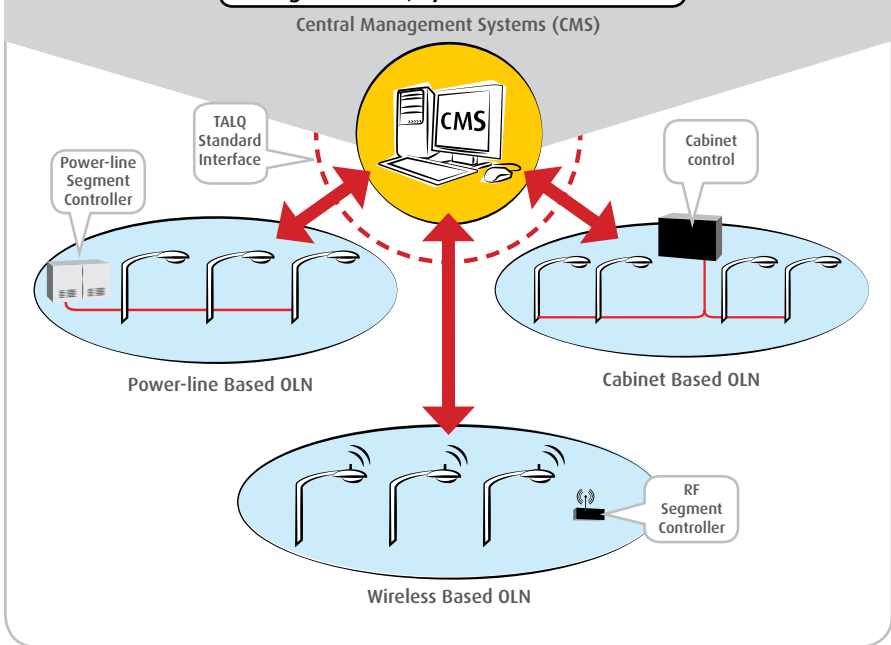 Central Management Systems (CMS)
CMS
TALQ
Standard
Interface
Power-line
Segment
Controller
Cabinet
control
Power-line Based OLN
Cabinet Based OLN
RF
Segment
Controller
Wireless Based OLN